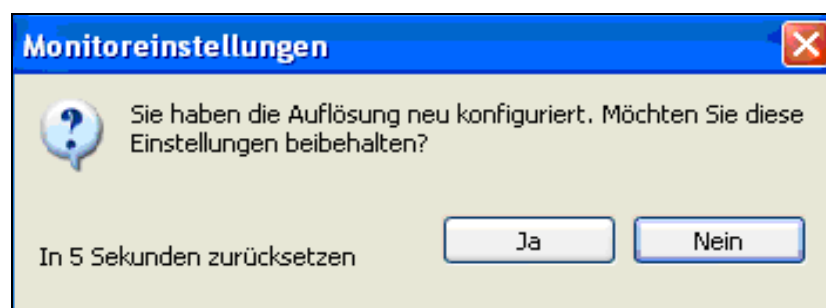 Monitoreinstellungen
Sie haben die Auflösung neu konfiguriert. Möchten Sie diese
Einstellungen beibehalten?
In 5 Sekunden zurücksetzen
Ja
Nein